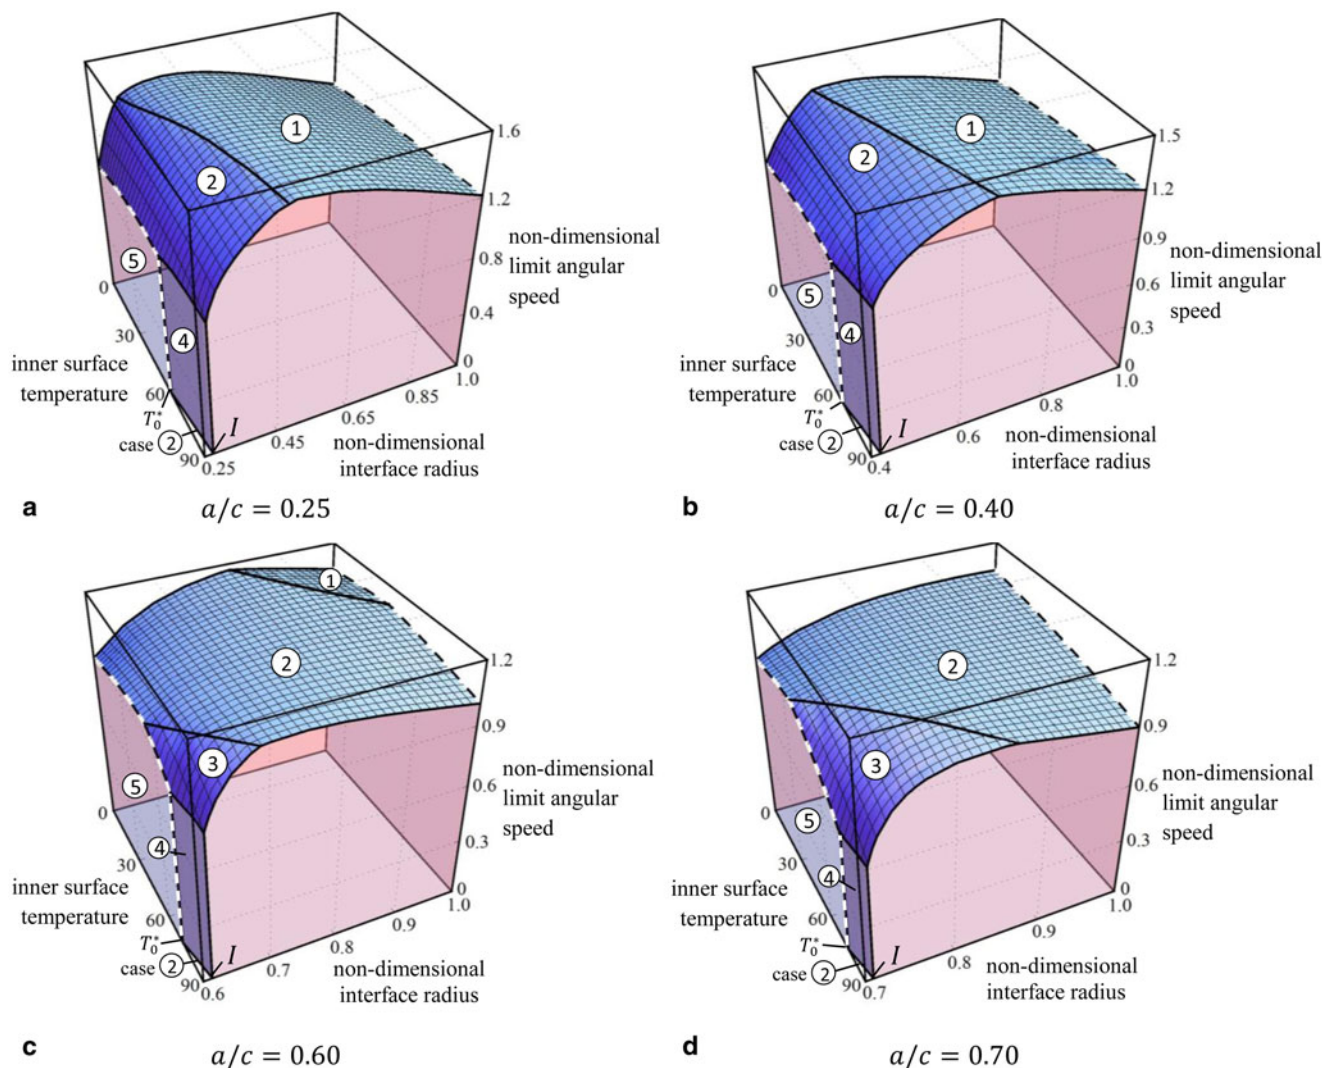 1
2
5
4
1.6
1.2
0.8
0.4
0
non-dimensional
limit angular
speed
0
30
60
90
inner surface
temperature
T₀*
case 2
I
0.25
0.45
0.65
0.85
1.0
non-dimensional
interface radius
a
a/c = 0.25
1
2
5
4
1.5
1.2
0.9
0.6
0.3
0
non-dimensional
limit angular
speed
0
30
60
90
inner surface
temperature
T₀*
case 2
I
0.4
0.6
0.8
1.0
non-dimensional
interface radius
b
a/c = 0.40
1
2
3
5
4
1.2
0.9
0.6
0.3
0
non-dimensional
limit angular
speed
0
30
60
90
inner surface
temperature
T₀*
case 2
I
0.6
0.7
0.8
0.9
1.0
non-dimensional
interface radius
c
a/c = 0.60
2
3
5
4
1.2
0.9
0.6
0.3
0
non-dimensional
limit angular
speed
0
30
60
90
inner surface
temperature
T₀*
case 2
I
0.7
0.8
0.9
1.0
non-dimensional
interface radius
d
a/c = 0.70